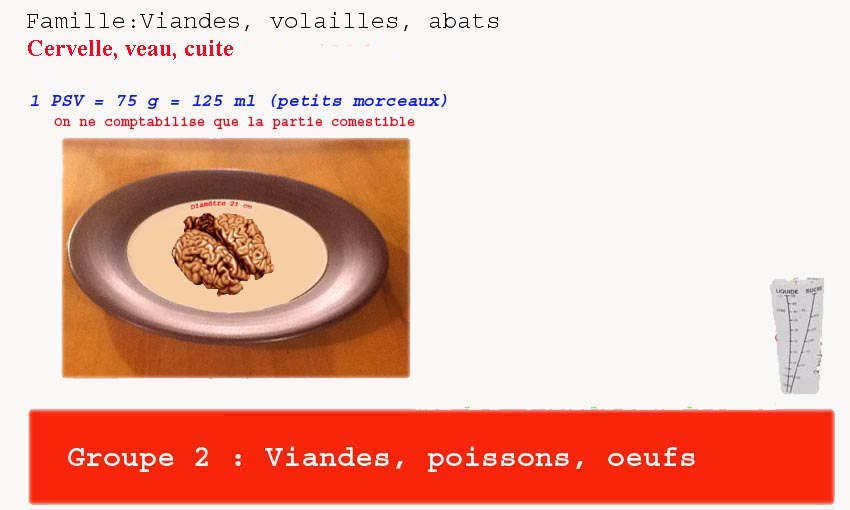 Famille:Viandes, volailles, abats
Cervelle, veau, cuite
1 PSV = 75 g = 125 ml (petits morceaux)
On ne comptabilise que la partie comestible
Diamètre 21 cm
LIQUIDE SUCRE
Groupe 2 : Viandes, poissons, oeufs